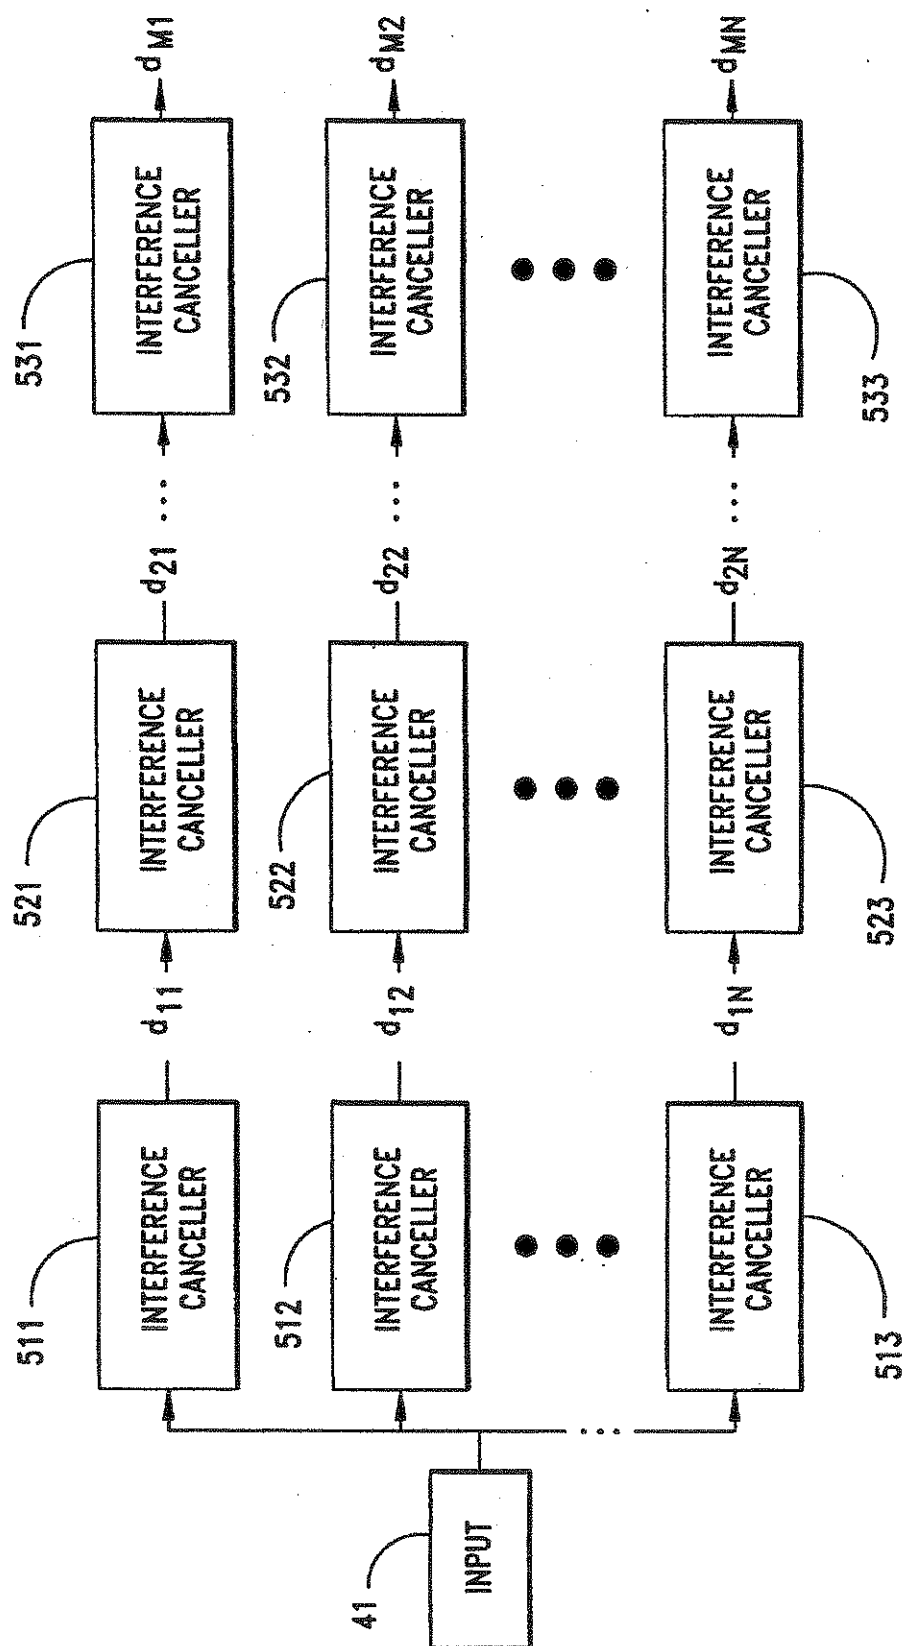 511
521
531
INTERFERENCE
CANCELLER
d11
INTERFERENCE
CANCELLER
d21
...
INTERFERENCE
CANCELLER
dM1
512
522
532
INTERFERENCE
CANCELLER
d12
INTERFERENCE
CANCELLER
d22
...
INTERFERENCE
CANCELLER
dM2
41
INPUT
INTERFERENCE
CANCELLER
d1N
INTERFERENCE
CANCELLER
d2N
...
INTERFERENCE
CANCELLER
dMN
513
523
533